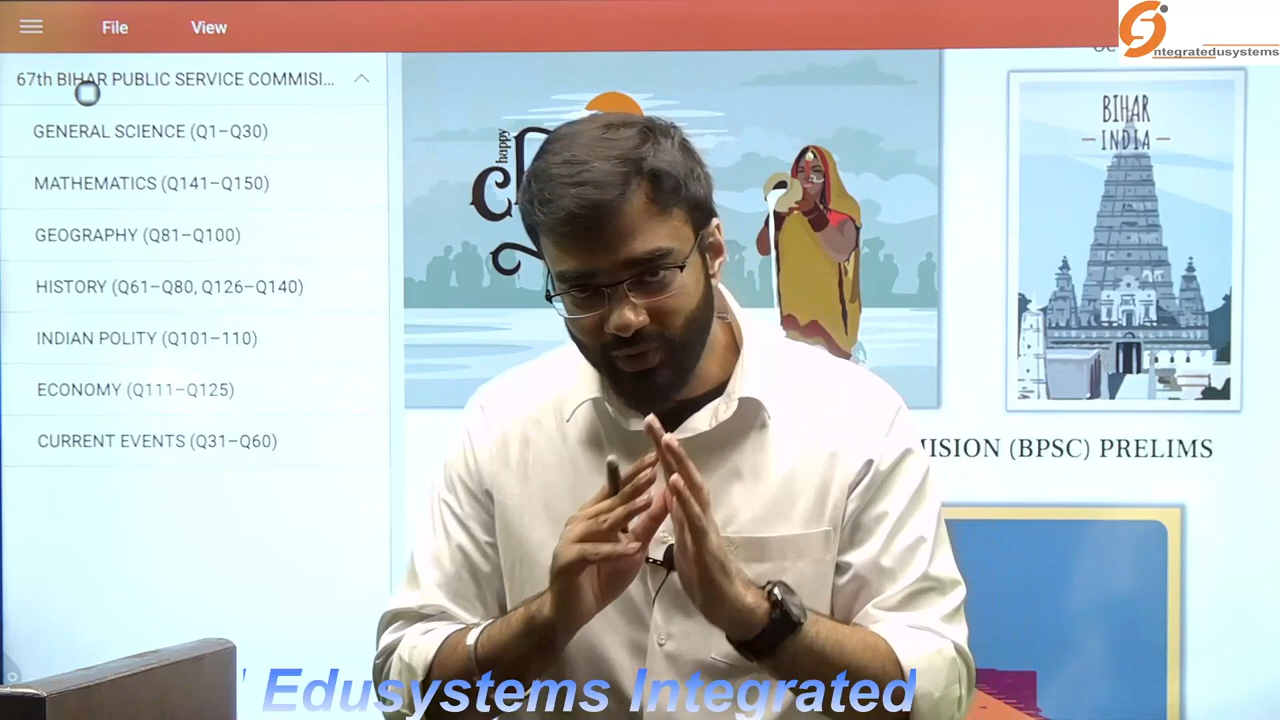 File
View
ntegratedusystems
67th BIHAR PUBLIC SERVICE COMMISI...
GENERAL SCIENCE (Q1–Q30)
MATHEMATICS (Q141–Q150)
GEOGRAPHY (Q81–Q100)
HISTORY (Q61–Q80, Q126–Q140)
INDIAN POLITY (Q101–110)
ECONOMY (Q111–Q125)
CURRENT EVENTS (Q31–Q60)
happy
BIHAR
–INDIA–
(BPSC) PRELIMS
Edusystems Integrated